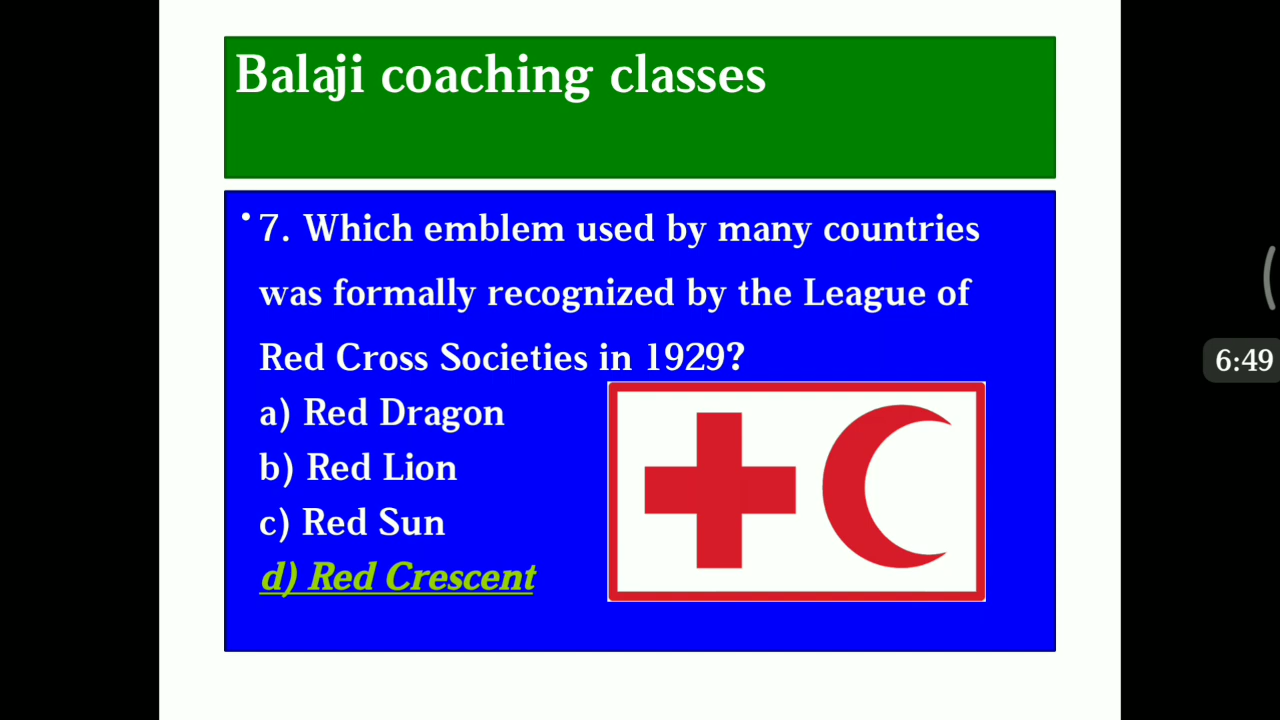 Balaji coaching classes
• 7. Which emblem used by many countries
was formally recognized by the League of
Red Cross Societies in 1929?
a) Red Dragon
b) Red Lion
c) Red Sun
d) Red Crescent
6:49